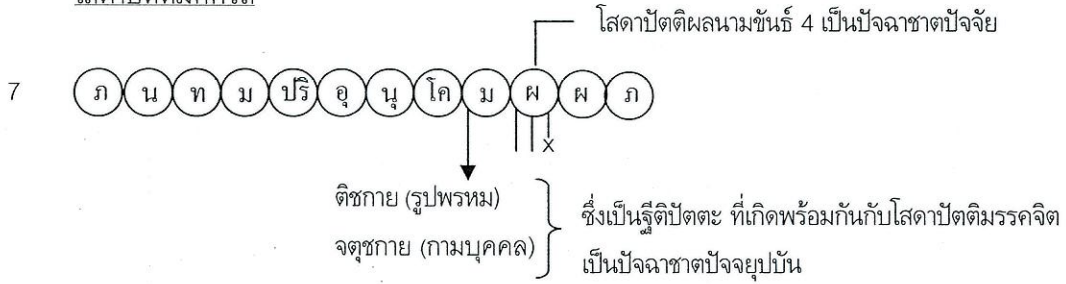 โสดาปัตติผลนามขันธ์ 4 เป็นปัจฉาชาตปัจจัย
7 ภ น ท ม ปริ อุ นุ โค ม ผ ผ ภ
x
ติชกาย (รูปพรหม)
จตุชกาย (กามบุคคล)
ซึ่งเป็นฐีติปัตตะ ที่เกิดพร้อมกันกับโสดาปัตติมรรคจิต
เป็นปัจฉาชาตปัจจยุปบัน